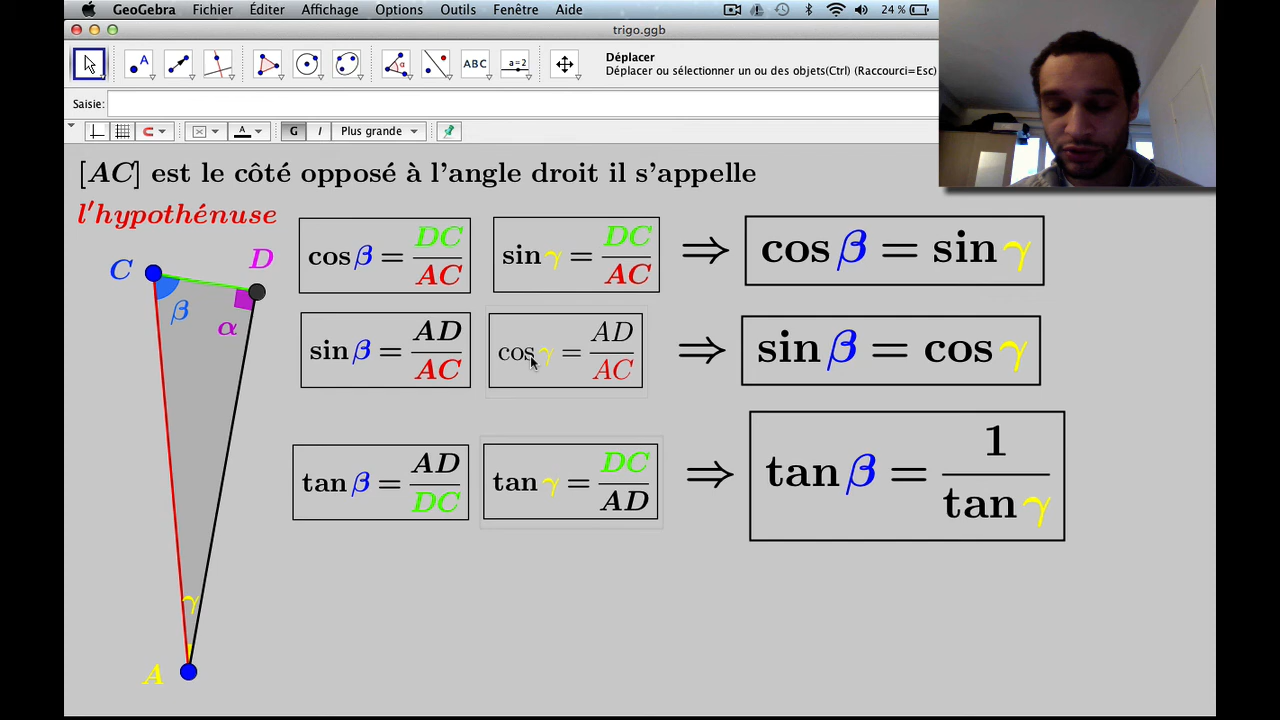 GeoGebra Fichier Éditer Affichage Options Outils Fenêtre Aide 24 %
trigo.ggb
A ABC a=2
Déplacer
Déplacer ou sélectionner un ou des objets(Ctrl) (Raccourci=Esc)
Saisie:
A G I Plus grande
[AC] est le côté opposé à l'angle droit il s'appelle
l'hypothénuse
cos β = DC/AC sin γ = DC/AC ⇒ cos β = sin γ
C D
β α
sin β = AD/AC cos γ = AD/AC ⇒ sin β = cos γ
tan β = AD/DC tan γ = DC/AD ⇒ tan β = 1/tan γ
γ
A